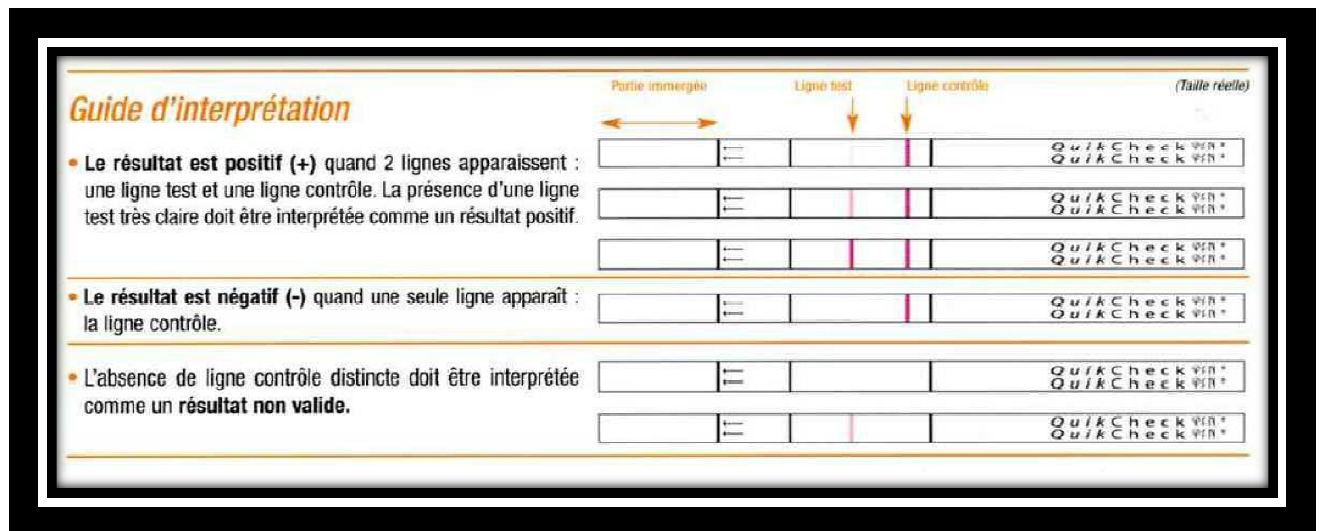 Guide d'interprétation
Partie immergée
Ligne test
Ligne contrôle
(Taille réelle)
• Le résultat est positif (+) quand 2 lignes apparaissent :
une ligne test et une ligne contrôle. La présence d'une ligne
test très claire doit être interprétée comme un résultat positif.
QuikCheck
QuikCheck
QuikCheck
QuikCheck
QuikCheck
QuikCheck
• Le résultat est négatif (-) quand une seule ligne apparaît :
la ligne contrôle.
QuikCheck
QuikCheck
• L'absence de ligne contrôle distincte doit être interprétée
comme un résultat non valide.
QuikCheck
QuikCheck
QuikCheck
QuikCheck